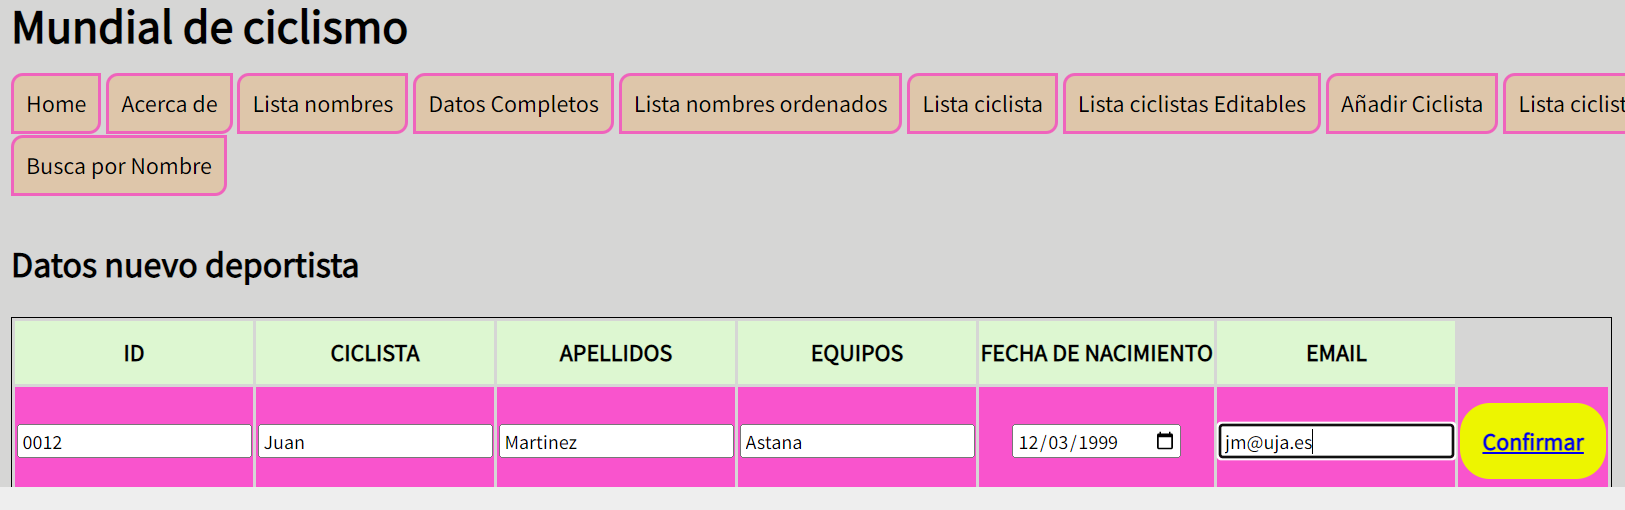 Mundial de ciclismo
Home Acerca de Lista nombres Datos Completos Lista nombres ordenados Lista ciclista Lista ciclistas Editables Añadir Ciclista Lista
Busca por Nombre
Datos nuevo deportista
ID CICLISTA APELLIDOS EQUIPOS FECHA DE NACIMIENTO EMAIL
0012 Juan Martinez Astana 12/03/1999 jm@uja.es Confirmar